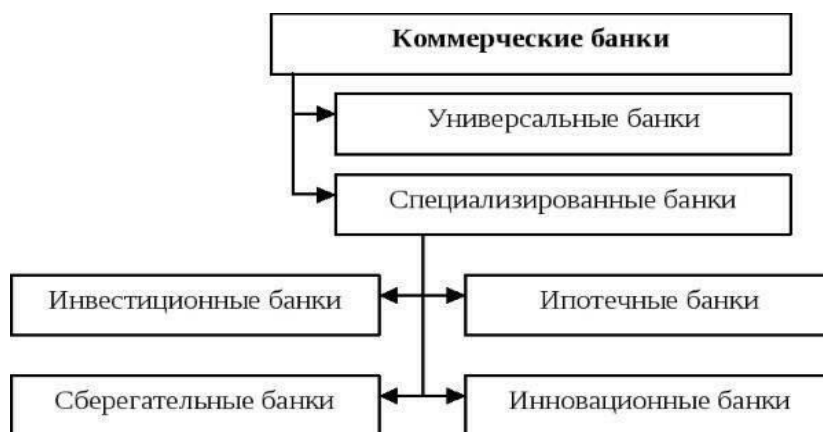 Коммерческие банки
Универсальные банки
Специализированные банки
Инвестиционные банки
Ипотечные банки
Сберегательные банки
Инновационные банки